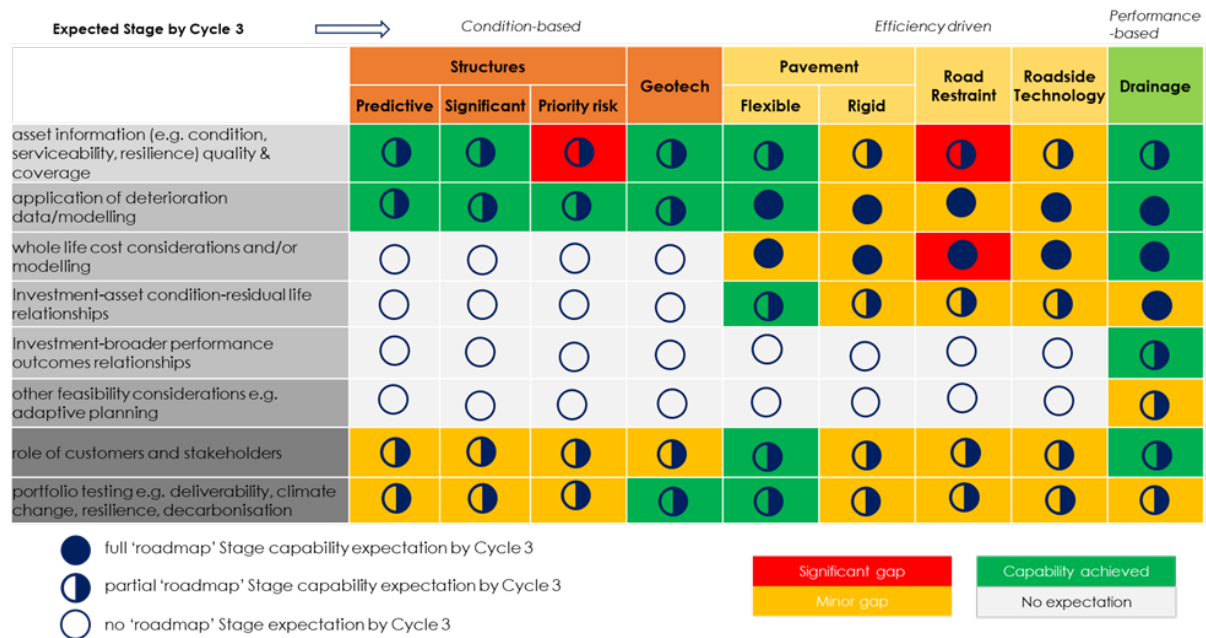 Expected Stage by Cycle 3
Condition-based
Efficiency driven
Performance
-based
Structures
Geotech
Pavement
Road
Restraint
Roadside
Technology
Drainage
Predictive
Significant
Priority risk
Flexible
Rigid
asset information (e.g. condition,
serviceability, resilience) quality &
coverage
application of deterioration
data/modelling
whole life cost considerations and/or
modelling
Investment-asset condition-residual life
relationships
Investment-broader performance
outcomes relationships
other feasibility considerations e.g.
adaptive planning
role of customers and stakeholders
portfolio testing e.g. deliverability, climate
change, resilience, decarbonisation
full 'roadmap' Stage capability expectation by Cycle 3
partial 'roadmap' Stage capability expectation by Cycle 3
no 'roadmap' Stage expectation by Cycle 3
Significant gap
Capability achieved
Minor gap
No expectation